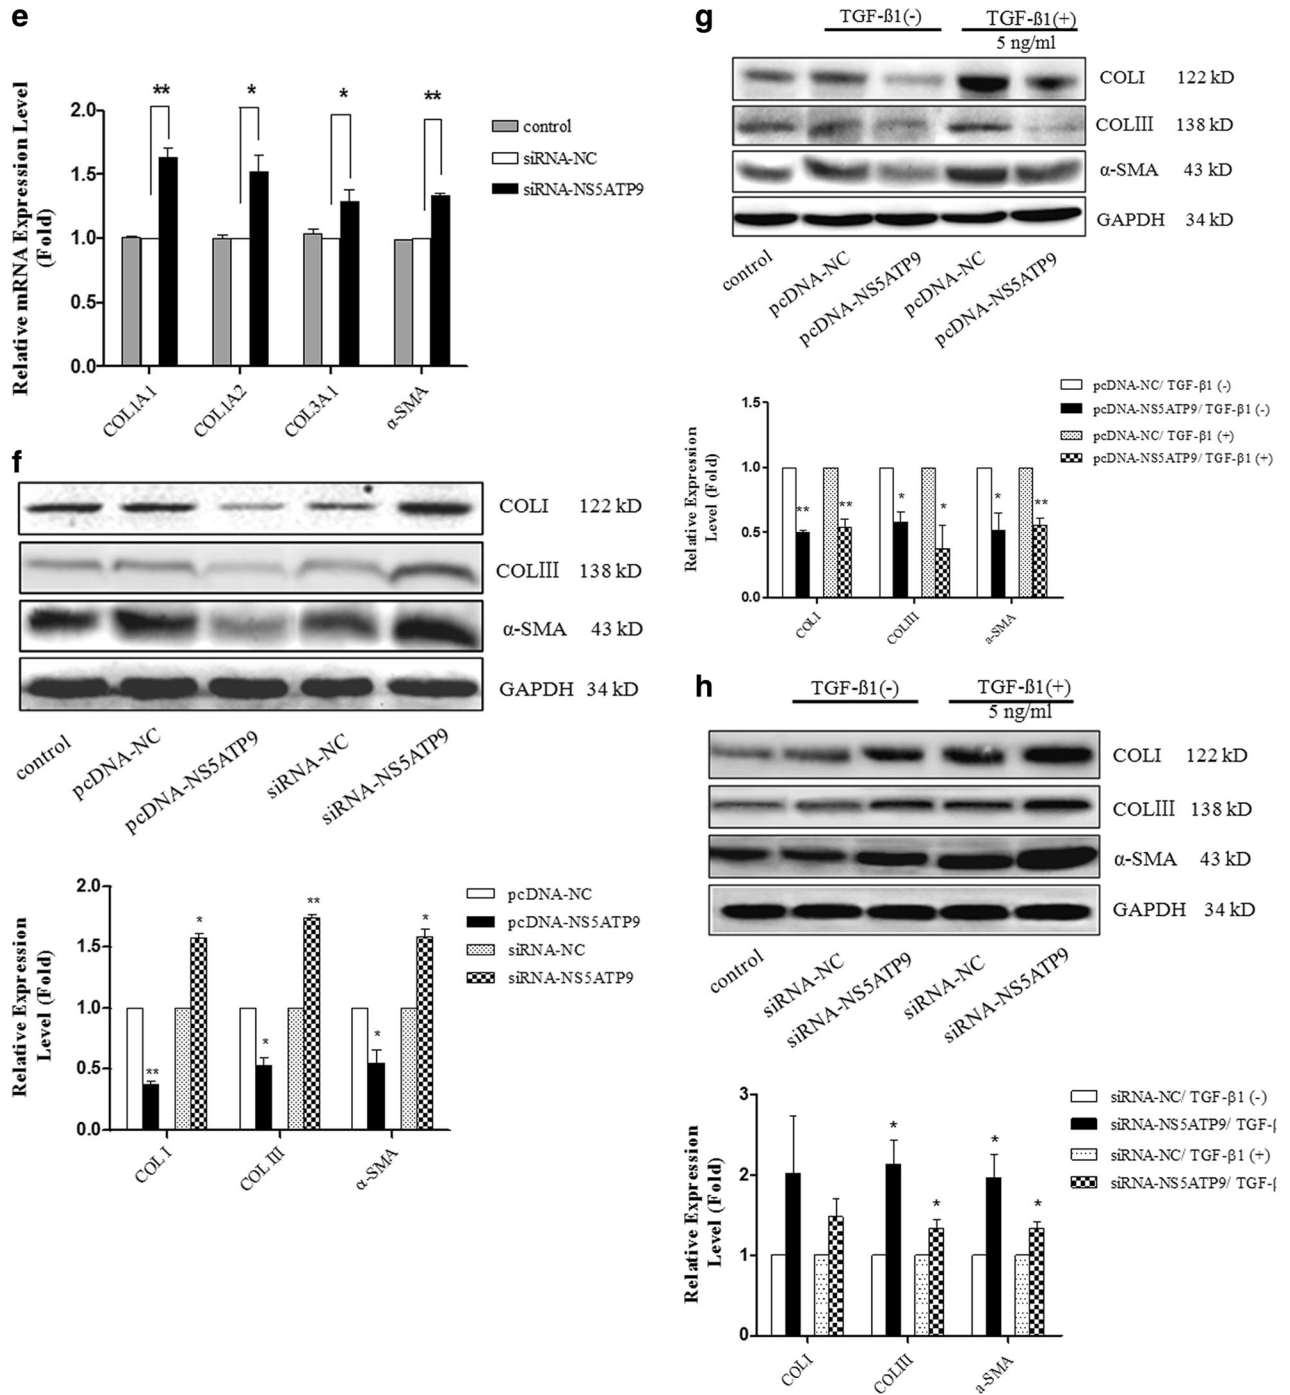 e
Relative mRNA Expression Level
(Fold)
2.0
1.5
1.0
0.5
0.0
** * * **
control
siRNA-NC
siRNA-NS5ATP9
COL1A1
COL1A2
COL3A1
α-SMA
f
COLI 122 kD
COLIII 138 kD
α-SMA 43 kD
GAPDH 34 kD
control
pcDNA-NC
pcDNA-NS5ATP9
siRNA-NC
siRNA-NS5ATP9
Relative Expression
Level (Fold)
2.0
1.5
1.0
0.5
0.0
** * * ** * *
pcDNA-NC
pcDNA-NS5ATP9
siRNA-NC
siRNA-NS5ATP9
COL I
COL III
α-SMA
g
TGF-ß1(-) TGF-ß1(+)
5 ng/ml
COLI 122 kD
COLIII 138 kD
α-SMA 43 kD
GAPDH 34 kD
control
pcDNA-NC
pcDNA-NS5ATP9
pcDNA-NC
pcDNA-NS5ATP9
Relative Expression
Level (Fold)
1.5
1.0
0.5
0.0
** ** * * * **
pcDNA-NC/ TGF-β1 (-)
pcDNA-NS5ATP9/ TGF-β1 (-)
pcDNA-NC/ TGF-β1 (+)
pcDNA-NS5ATP9/ TGF-β1 (+)
COLI
COLIII
a-SMA
h
TGF-ß1(-) TGF-ß1(+)
5 ng/ml
COLI 122 kD
COLIII 138 kD
α-SMA 43 kD
GAPDH 34 kD
control
siRNA-NC
siRNA-NS5ATP9
siRNA-NC
siRNA-NS5ATP9
Relative Expression
Level (Fold)
3
2
1
0
* * * *
siRNA-NC/ TGF-β1 (-)
siRNA-NS5ATP9/ TGF-
siRNA-NC/ TGF-β1 (+)
siRNA-NS5ATP9/ TGF-
COLI
COLIII
a-SMA